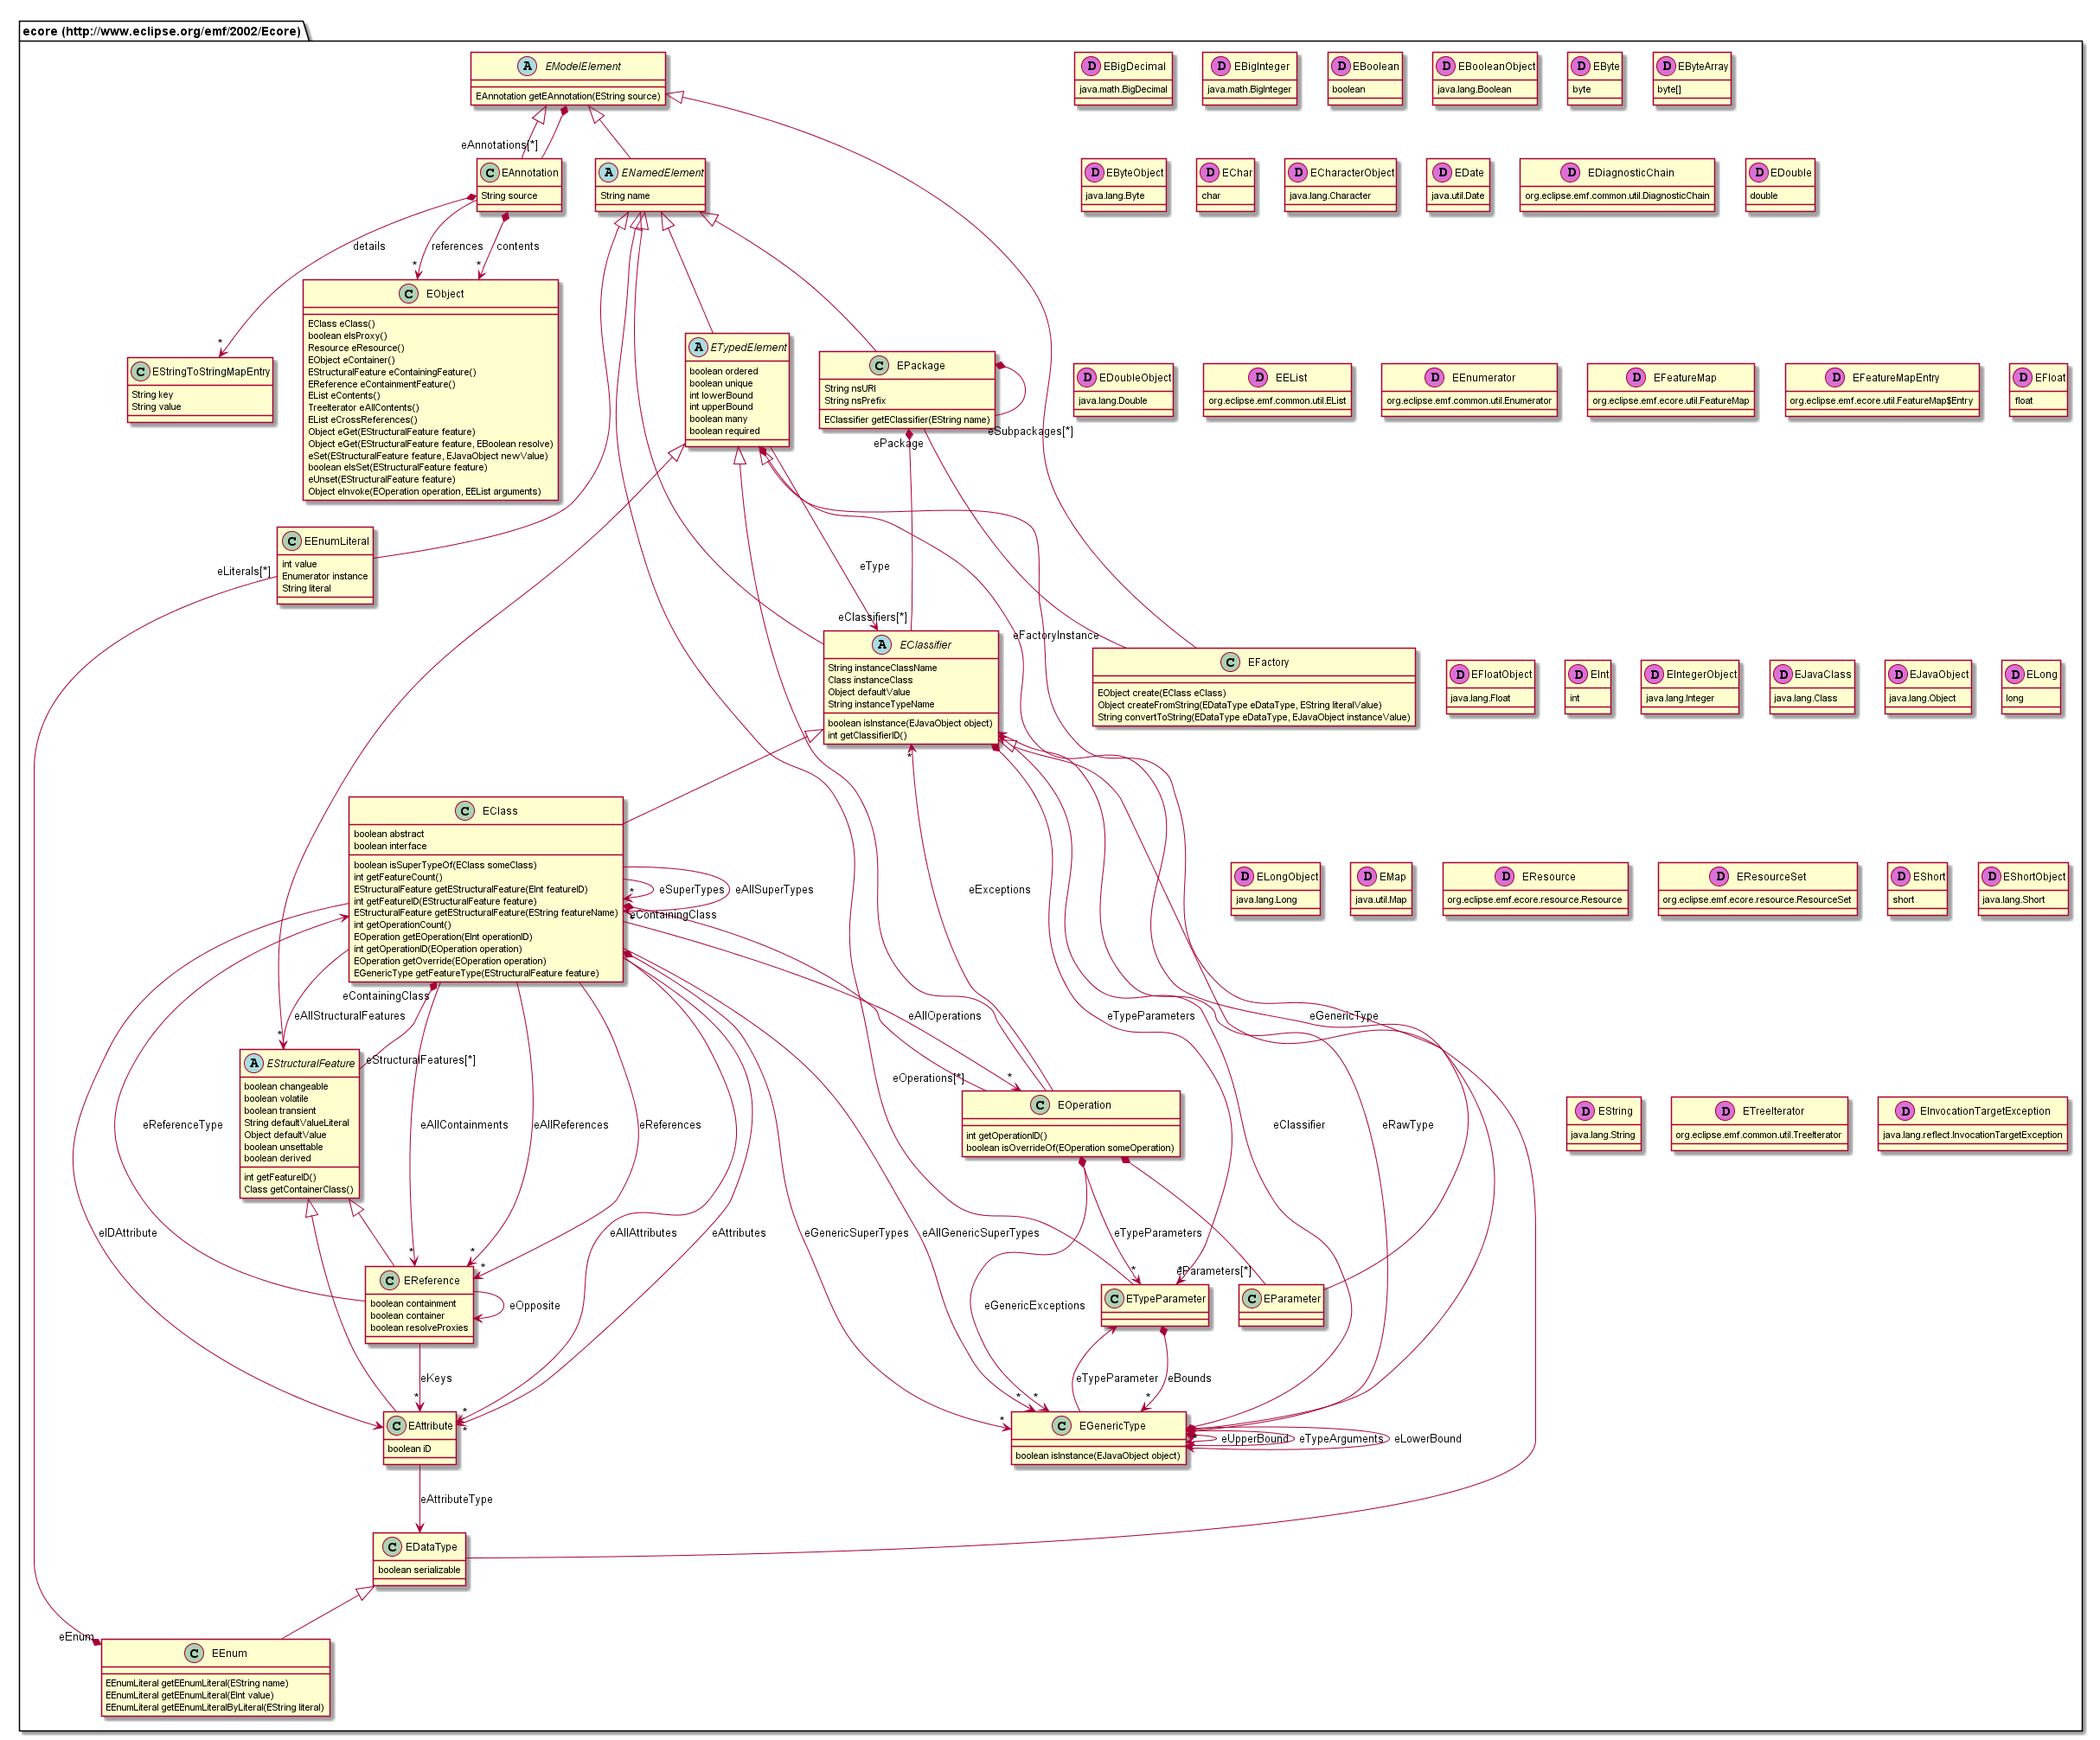 ecore (http://www.eclipse.org/emf/2002/Ecore)
A EModelElement
EAnnotation getEAnnotation(EString source)
D EBigDecimal
java.math.BigDecimal
D EBigInteger
java.math.BigInteger
D EBoolean
boolean
D EBooleanObject
java.lang.Boolean
D EByte
byte
D EByteArray
byte[]
eAnnotations[*]
C EAnnotation
String source
A ENamedElement
String name
D EByteObject
java.lang.Byte
D EChar
char
D ECharacterObject
java.lang.Character
D EDate
java.util.Date
D EDiagnosticChain
org.eclipse.emf.common.util.DiagnosticChain
D EDouble
double
details
references
contents
*
*
*
C EObject
EClass eClass()
boolean eIsProxy()
Resource eResource()
EObject eContainer()
EStructuralFeature eContainingFeature()
EReference eContainmentFeature()
EList eContents()
TreeIterator eAllContents()
EList eCrossReferences()
Object eGet(EStructuralFeature feature)
Object eGet(EStructuralFeature feature, EBoolean resolve)
eSet(EStructuralFeature feature, EJavaObject newValue)
boolean eIsSet(EStructuralFeature feature)
eUnset(EStructuralFeature feature)
Object eInvoke(EOperation operation, EEList arguments)
C EStringToStringMapEntry
String key
String value
A ETypedElement
boolean ordered
boolean unique
int lowerBound
int upperBound
boolean many
boolean required
C EPackage
String nsURI
String nsPrefix
EClassifier getEClassifier(EString name)
ePackage
eSubpackages[*]
D EDoubleObject
java.lang.Double
D EEList
org.eclipse.emf.common.util.EList
D EEnumerator
org.eclipse.emf.common.util.Enumerator
D EFeatureMap
org.eclipse.emf.ecore.util.FeatureMap
D EFeatureMapEntry
org.eclipse.emf.ecore.util.FeatureMap$Entry
D EFloat
float
C EEnumLiteral
int value
Enumerator instance
String literal
eLiterals[*]
eType
eClassifiers[*]
eFactoryInstance
A EClassifier
String instanceClassName
Class instanceClass
Object defaultValue
String instanceTypeName
boolean isInstance(EJavaObject object)
int getClassifierID()
*
C EFactory
EObject create(EClass eClass)
Object createFromString(EDataType eDataType, EString literalValue)
String convertToString(EDataType eDataType, EJavaObject instanceValue)
D EFloatObject
java.lang.Float
D EInt
int
D EIntegerObject
java.lang.Integer
D EJavaClass
java.lang.Class
D EJavaObject
java.lang.Object
D ELong
long
C EClass
boolean abstract
boolean interface
boolean isSuperTypeOf(EClass someClass)
int getFeatureCount()
EStructuralFeature getEStructuralFeature(EInt featureID)
int getFeatureID(EStructuralFeature feature)
EStructuralFeature getEStructuralFeature(EString featureName)
int getOperationCount()
EOperation getEOperation(EInt operationID)
int getOperationID(EOperation operation)
EOperation getOverride(EOperation operation)
EGenericType getFeatureType(EStructuralFeature feature)
*
eSuperTypes
eAllSuperTypes
eContainingClass
eExceptions
D ELongObject
java.lang.Long
D EMap
java.util.Map
D EResource
org.eclipse.emf.ecore.resource.Resource
D EResourceSet
org.eclipse.emf.ecore.resource.ResourceSet
D EShort
short
D EShortObject
java.lang.Short
eContainingClass
eAllStructuralFeatures
eAllOperations
eTypeParameters
eGenericType
*
eStructuralFeatures[*]
eOperations[*]
*
A EStructuralFeature
boolean changeable
boolean volatile
boolean transient
String defaultValueLiteral
Object defaultValue
boolean unsettable
boolean derived
int getFeatureID()
Class getContainerClass()
eReferenceType
eAllContainments
eAllReferences
eReferences
C EOperation
int getOperationID()
boolean isOverrideOf(EOperation someOperation)
eClassifier
eRawType
D EString
java.lang.String
D ETreeIterator
org.eclipse.emf.common.util.TreeIterator
D EInvocationTargetException
java.lang.reflect.InvocationTargetException
eIDAttribute
eAllAttributes
eAttributes
eGenericSuperTypes
eAllGenericSuperTypes
eTypeParameters
*
*
*
*
*
eParameters[*]
C EReference
boolean containment
boolean container
boolean resolveProxies
eOpposite
eGenericExceptions
C ETypeParameter
C EParameter
eKeys
eTypeParameter
eBounds
*
*
*
*
*
*
*
C EAttribute
boolean iD
C EGenericType
boolean isInstance(EJavaObject object)
eUpperBound
eTypeArguments
eLowerBound
eAttributeType
C EDataType
boolean serializable
eEnum
C EEnum
EEnumLiteral getEEnumLiteral(EString name)
EEnumLiteral getEEnumLiteral(EInt value)
EEnumLiteral getEEnumLiteralByLiteral(EString literal)